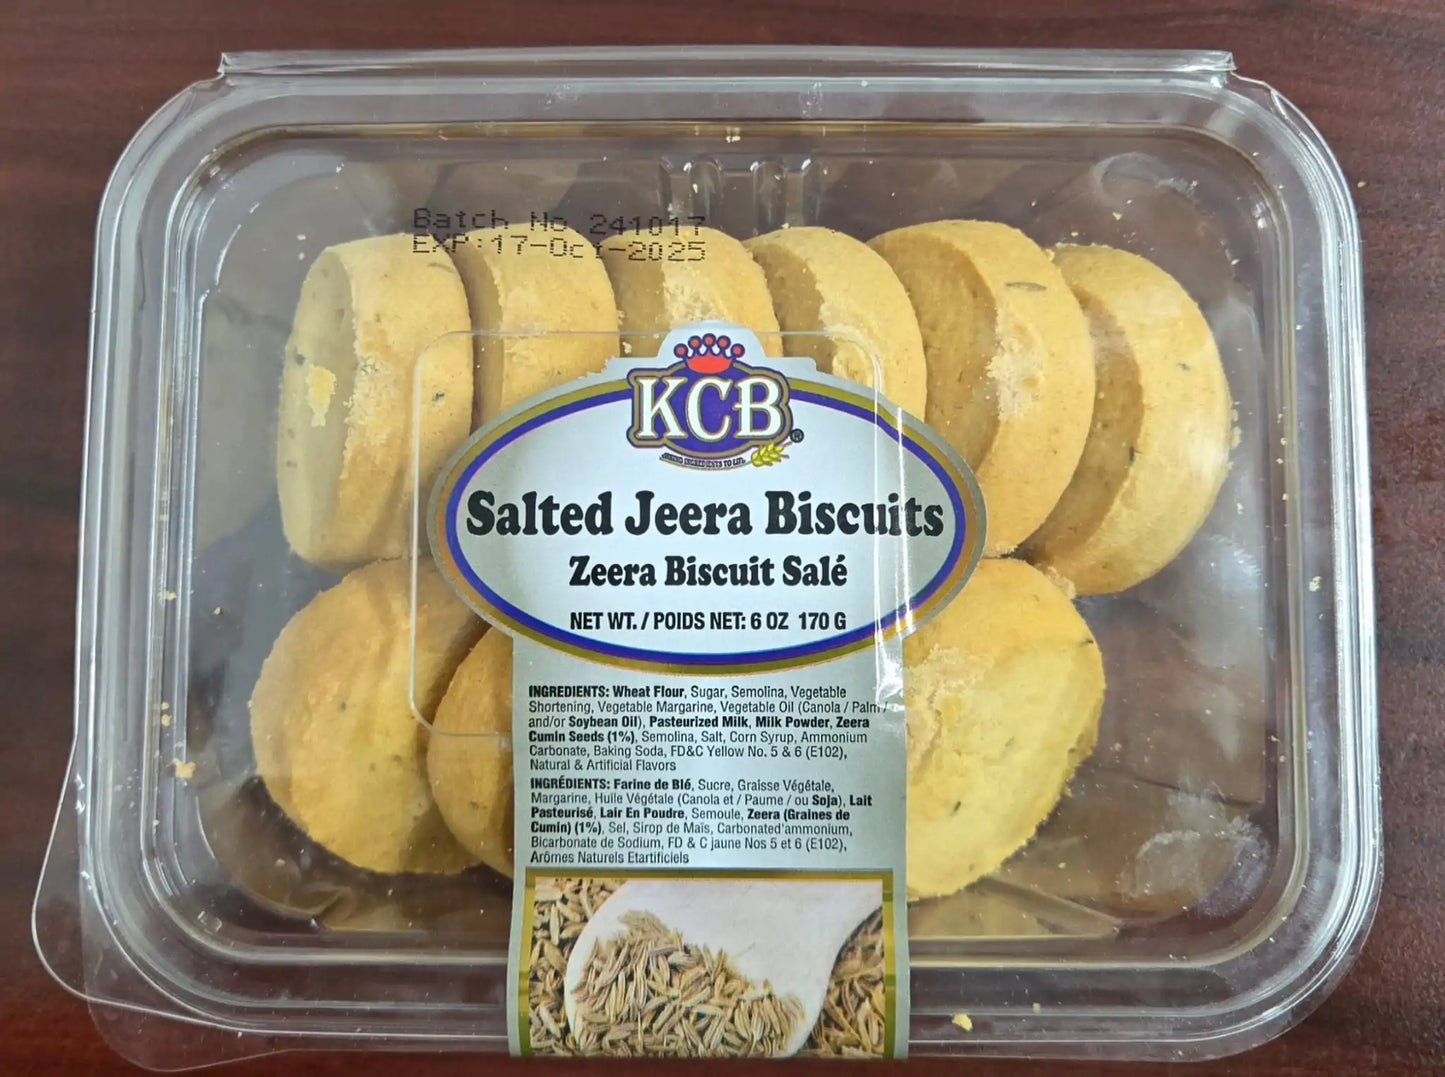 Batch No 241017
EXP:17-Oct-2025
KCB
®
Salted Jeera Biscuits
Zeera Biscuit Salé
NET WT. / POIDS NET: 6 OZ 170 G
INGREDIENTS: Wheat Flour, Sugar, Semolina, Vegetable
Shortening, Vegetable Margarine, Vegetable Oil (Canola / Palm /
and/or Soybean Oil), Pasteurized Milk, Milk Powder, Zeera
Cumin Seeds (1%), Semolina, Salt, Corn Syrup, Ammonium
Carbonate, Baking Soda, FD&C Yellow No. 5 & 6 (E102),
Natural & Artificial Flavors
INGRÉDIENTS: Farine de Blé, Sucre, Graisse Végétale,
Margarine, Huile Végétale (Canola et / Paume / ou Soja), Lait
Pasteurisé, Lair En Poudre, Semoule, Zeera (Graines de
Cumin) (1%), Sel, Sirop de Maïs, Carbonated'ammonium,
Bicarbonate de Sodium, FD & C jaune Nos 5 et 6 (E102),
Arômes Naturels Etartificiels